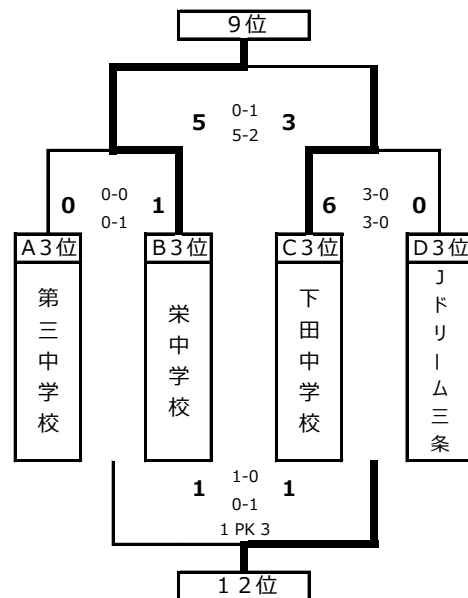 9位
5 0-1 3
5-2
0 0-0 1 6 3-0 0
0-1 3-0
A3位 B3位 C3位 D3位
第三中学校
栄中学校
下田中学校
Jドリーム三条
1 1-0 1
0-1
1 PK 3
12位